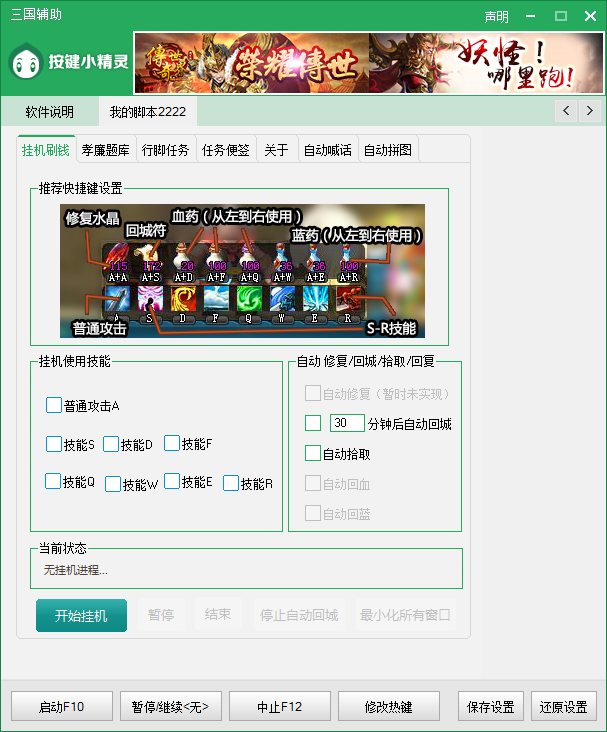 三国辅助
声明
按键小精灵
传世奇
荣耀傳世
妖怪！
哪里跑！
软件说明
我的脚本2222
挂机刷钱
孝廉题库
行脚任务
任务便签
关于
自动喊话
自动拼图
推荐快捷键设置
修复水晶
回城符
血药（从左到右使用）
蓝药（从左到右使用）
115 172 20 100 100 36 36 100
A+A A+S A+D A+F A+Q A+W A+E A+R
A S D F Q W E R
普通攻击
S-R技能
挂机使用技能
普通攻击A
技能S
技能D
技能F
技能Q
技能W
技能E
技能R
自动 修复/回城/拾取/回复
自动修复（暂时未实现）
30 分钟后自动回城
自动拾取
自动回血
自动回蓝
当前状态
无挂机进程...
开始挂机
暂停
结束
停止自动回城
最小化所有窗口
启动F10
暂停/继续<无>
中止F12
修改热键
保存设置
还原设置